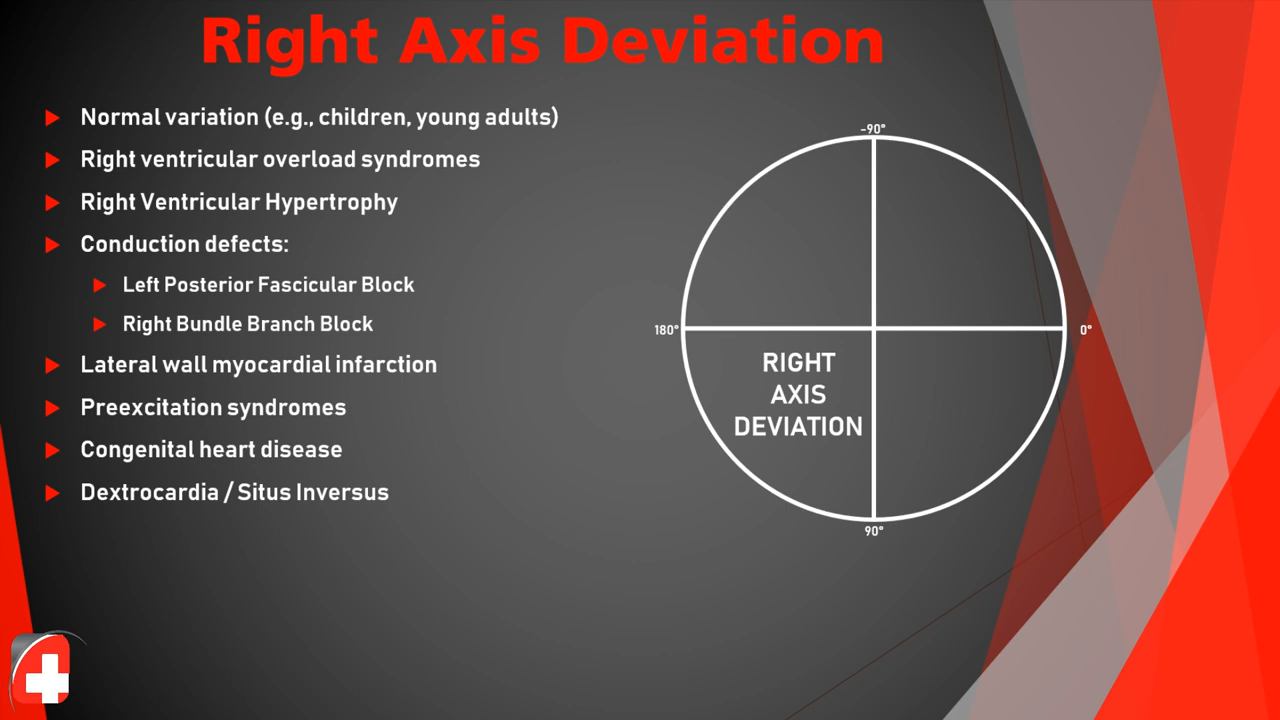 Right Axis Deviation
Normal variation (e.g., children, young adults)
Right ventricular overload syndromes
Right Ventricular Hypertrophy
Conduction defects:
Left Posterior Fascicular Block
Right Bundle Branch Block
Lateral wall myocardial infarction
Preexcitation syndromes
Congenital heart disease
Dextrocardia / Situs Inversus
-90°
180°
0°
RIGHT
AXIS
DEVIATION
90°